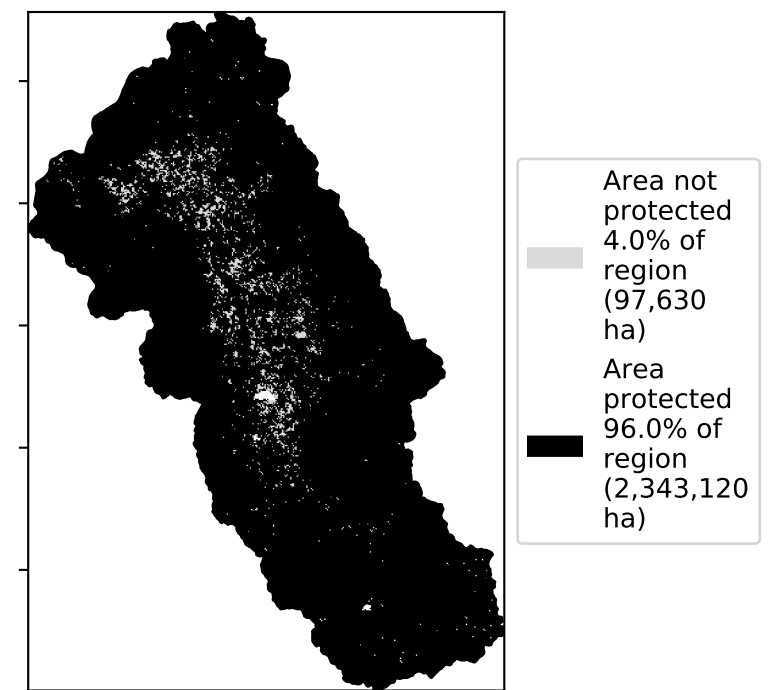 Area not
protected
4.0% of
region
(97,630
ha)
Area
protected
96.0% of
region
(2,343,120
ha)